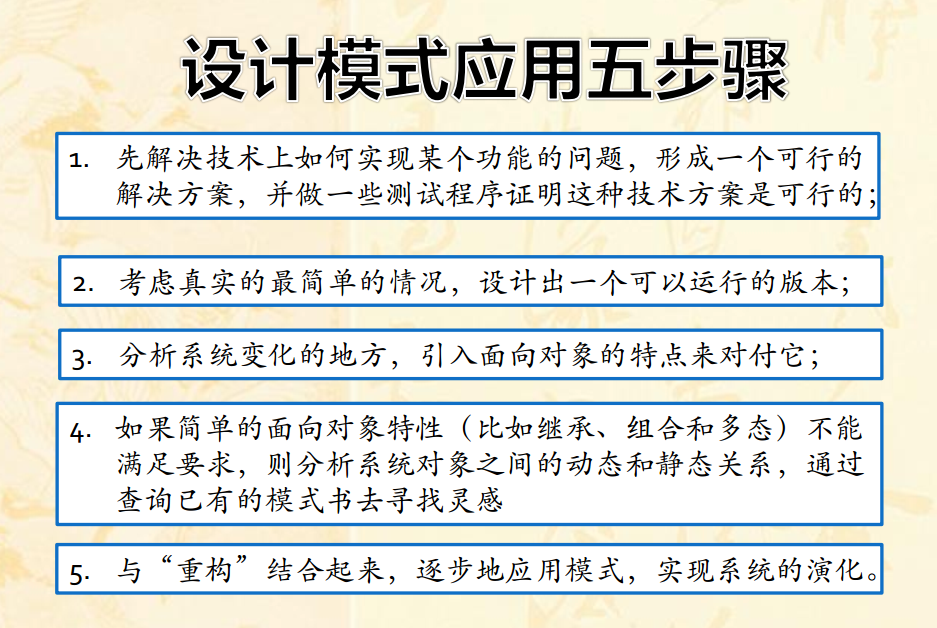 设计模式应用五步骤
1. 先解决技术上如何实现某个功能的问题，形成一个可行的
解决方案，并做一些测试程序证明这种技术方案是可行的；
2. 考虑真实的最简单的情况，设计出一个可以运行的版本；
3. 分析系统变化的地方，引入面向对象的特点来对付它；
4. 如果简单的面向对象特性（比如继承、组合和多态）不能
满足要求，则分析系统对象之间的动态和静态关系，通过
查询已有的模式书去寻找灵感
5. 与“重构”结合起来，逐步地应用模式，实现系统的演化。